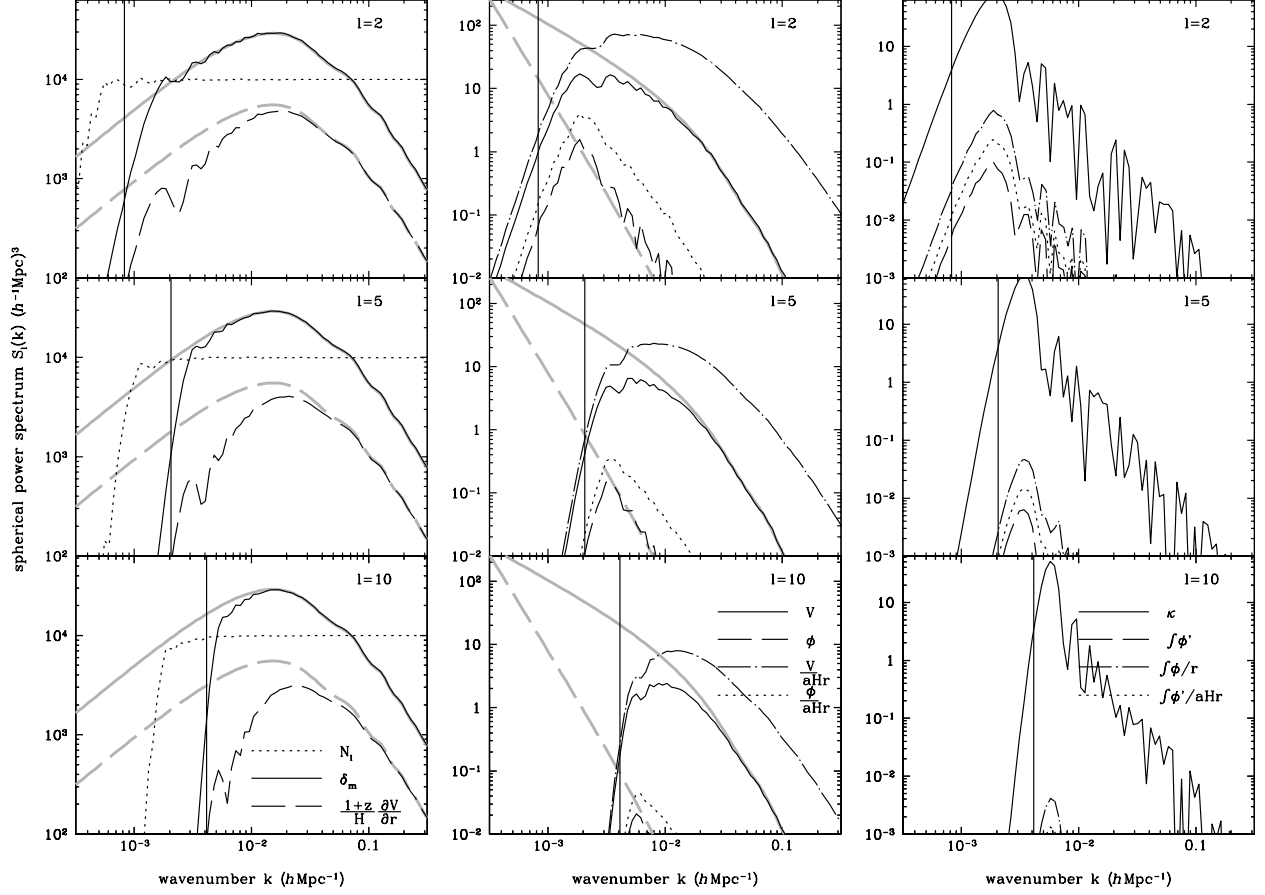 l=2
l=2
l=2
10⁴
10³
10²
10²
10
1
10⁻¹
10⁻²
10
1
10⁻¹
10⁻²
10⁻³
spherical power spectrum Sₗ(k) (h⁻¹Mpc)³
l=5
l=5
l=5
10⁴
10³
10²
10²
10
1
10⁻¹
10⁻²
10
1
10⁻¹
10⁻²
10⁻³
l=10
l=10
l=10
10⁴
10³
10²
10²
10
1
10⁻¹
10⁻²
10
1
10⁻¹
10⁻²
10⁻³
Nₗ
δₘ
1+z ∂V
H ∂r
V
ϕ
V
aHr
ϕ
aHr
κ
∫ϕ'
∫ϕ/r
∫ϕ'/aHr
10⁻³ 10⁻² 0.1
10⁻³ 10⁻² 0.1
10⁻³ 10⁻² 0.1
wavenumber k (hMpc⁻¹)
wavenumber k (hMpc⁻¹)
wavenumber k (hMpc⁻¹)